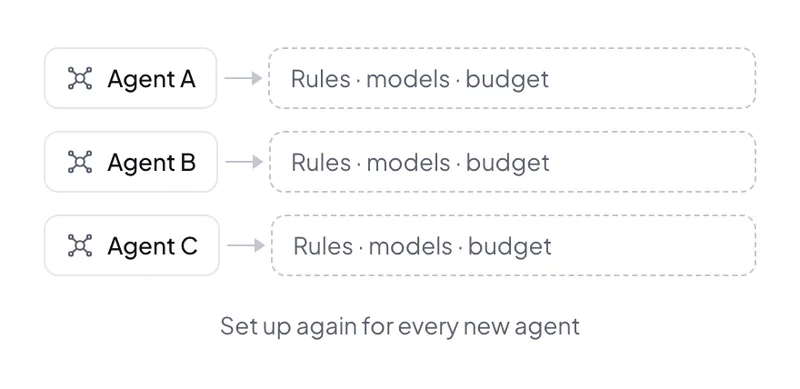 Agent A
Rules · models · budget
Agent B
Rules · models · budget
Agent C
Rules · models · budget
Set up again for every new agent